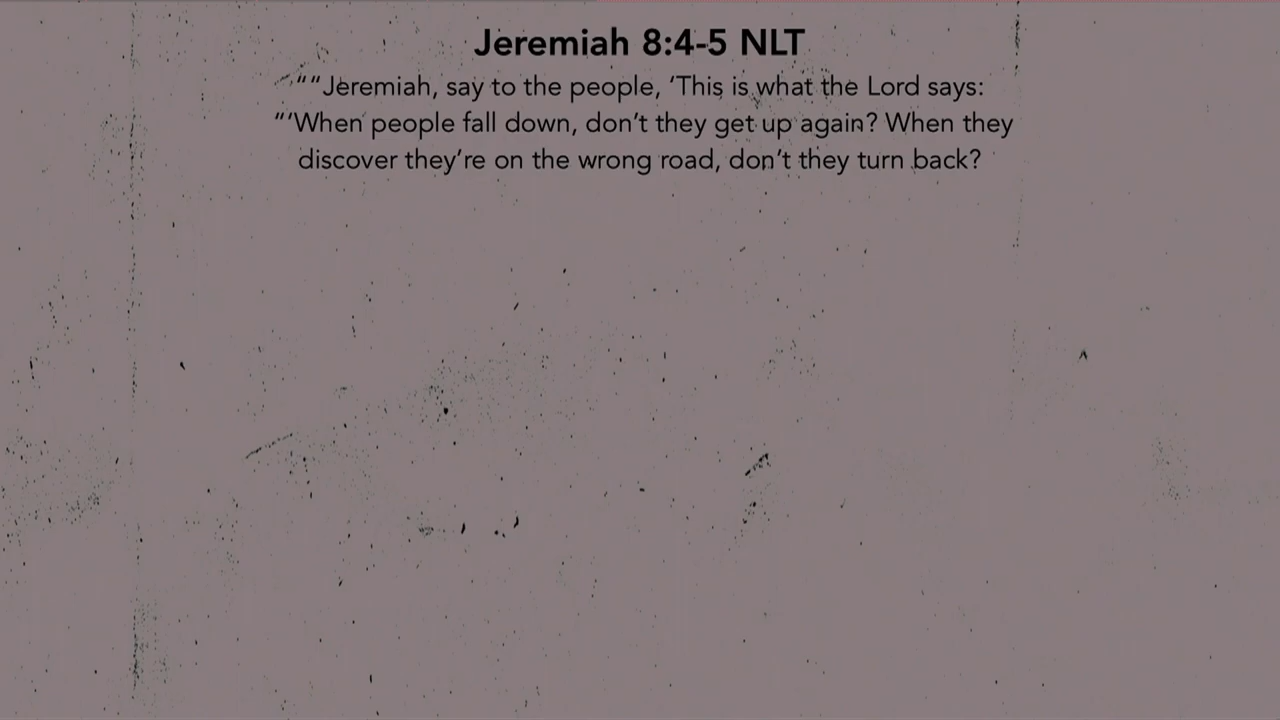 Jeremiah 8:4-5 NLT
““Jeremiah, say to the people, ‘This is what the Lord says:
“‘When people fall down, don’t they get up again? When they
discover they’re on the wrong road, don’t they turn back?